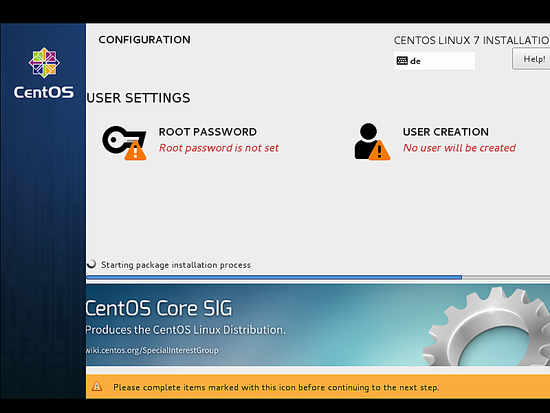 CONFIGURATION
CENTOS LINUX 7 INSTALLATIO
de
Help!
CentOS
USER SETTINGS
ROOT PASSWORD
Root password is not set
USER CREATION
No user will be created
Starting package installation process
CentOS Core SIG
Produces the CentOS Linux Distribution.
wiki.centos.org/SpecialInterestGroup
Please complete items marked with this icon before continuing to the next step.